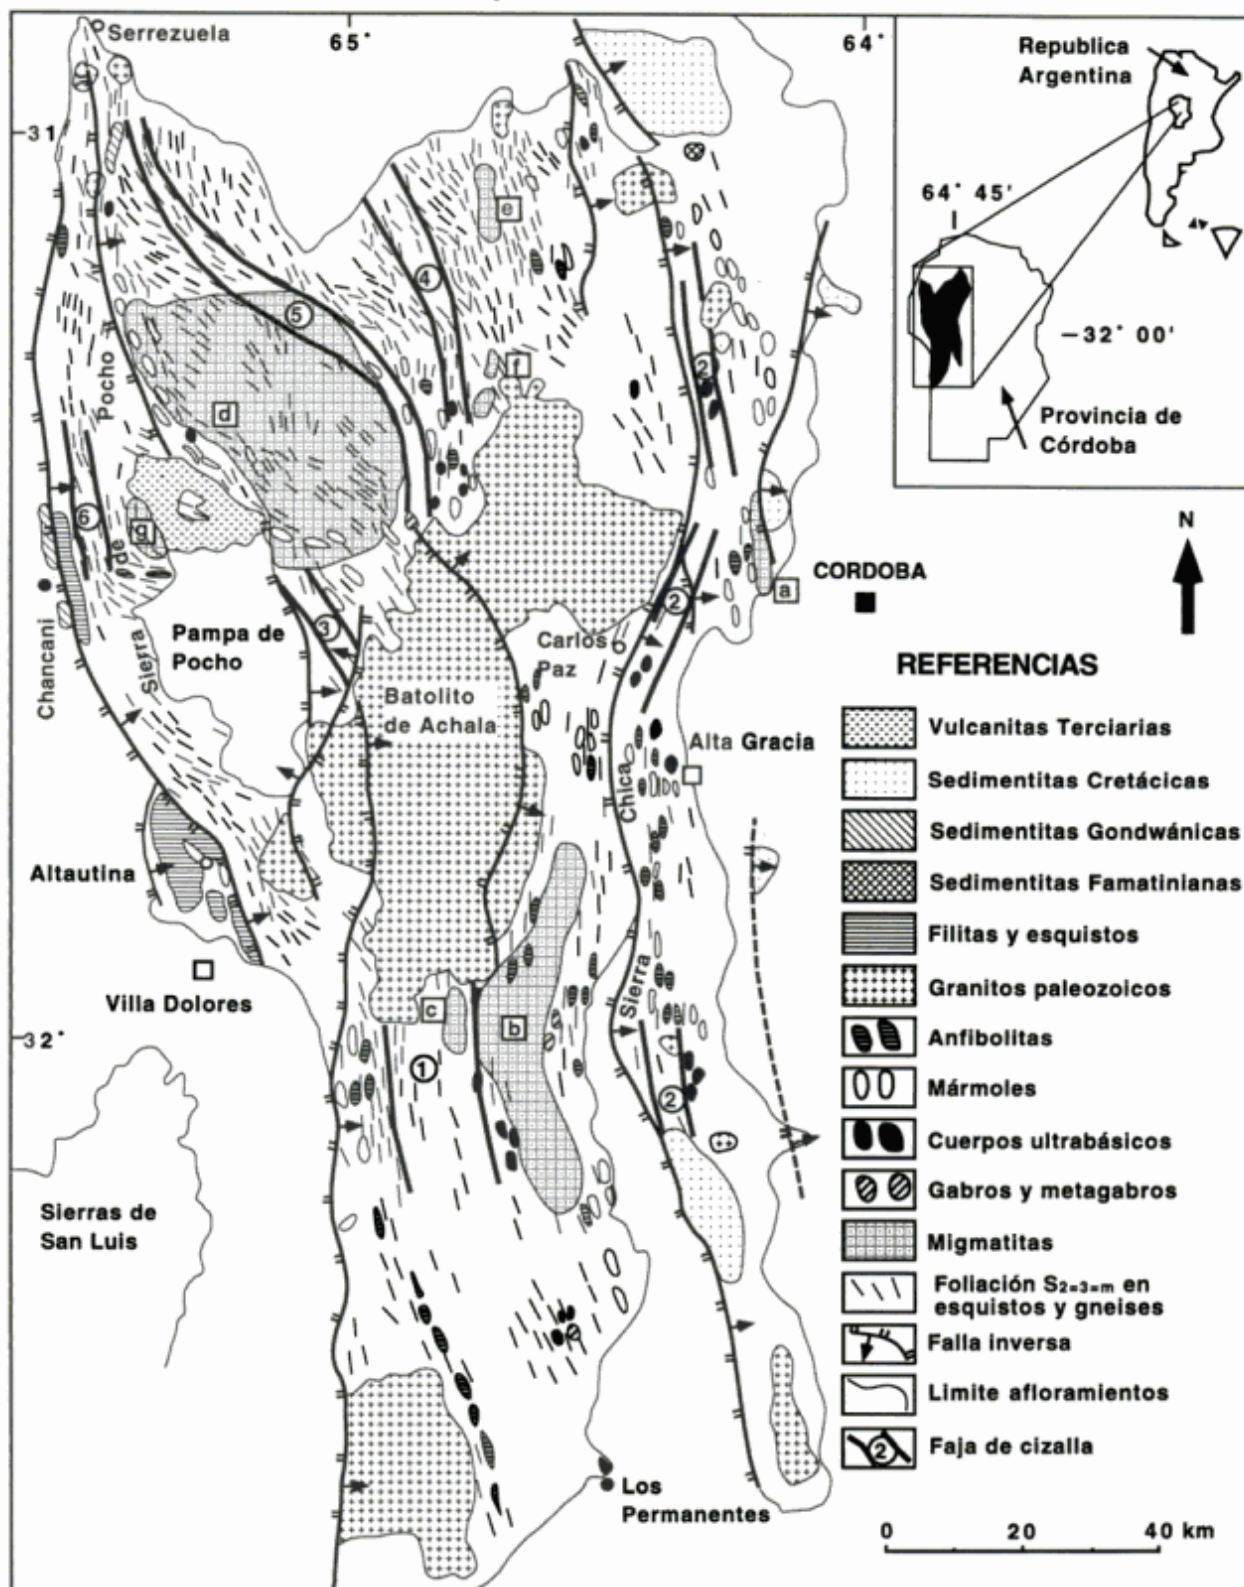 Serrezuela
65°
64°
Republica
Argentina
31
64° 45'
e
4
5
Pocho
f
2
—32° 00'
d
Provincia de
Córdoba
6
g
de
N
CORDOBA
a
2
Chancani
Sierra
Pampa de
Pocho
3
Carlos
Paz
REFERENCIAS
Batolito
de Achala
Vulcanitas Terciarias
Alta Gracia
Chica
Sedimentitas Cretácicas
Sedimentitas Gondwánicas
Altautina
Sedimentitas Famatinianas
Filitas y esquistos
Villa Dolores
Sierra
Granitos paleozoicos
c
b
32°
Anfibolitas
1
Mármoles
2
Cuerpos ultrabásicos
Gabros y metagabros
Sierras de
San Luis
Migmatitas
Foliación S2=3=m en
esquistos y gneises
Falla inversa
Limite afloramientos
2
Faja de cizalla
Los
Permanentes
0 20 40 km